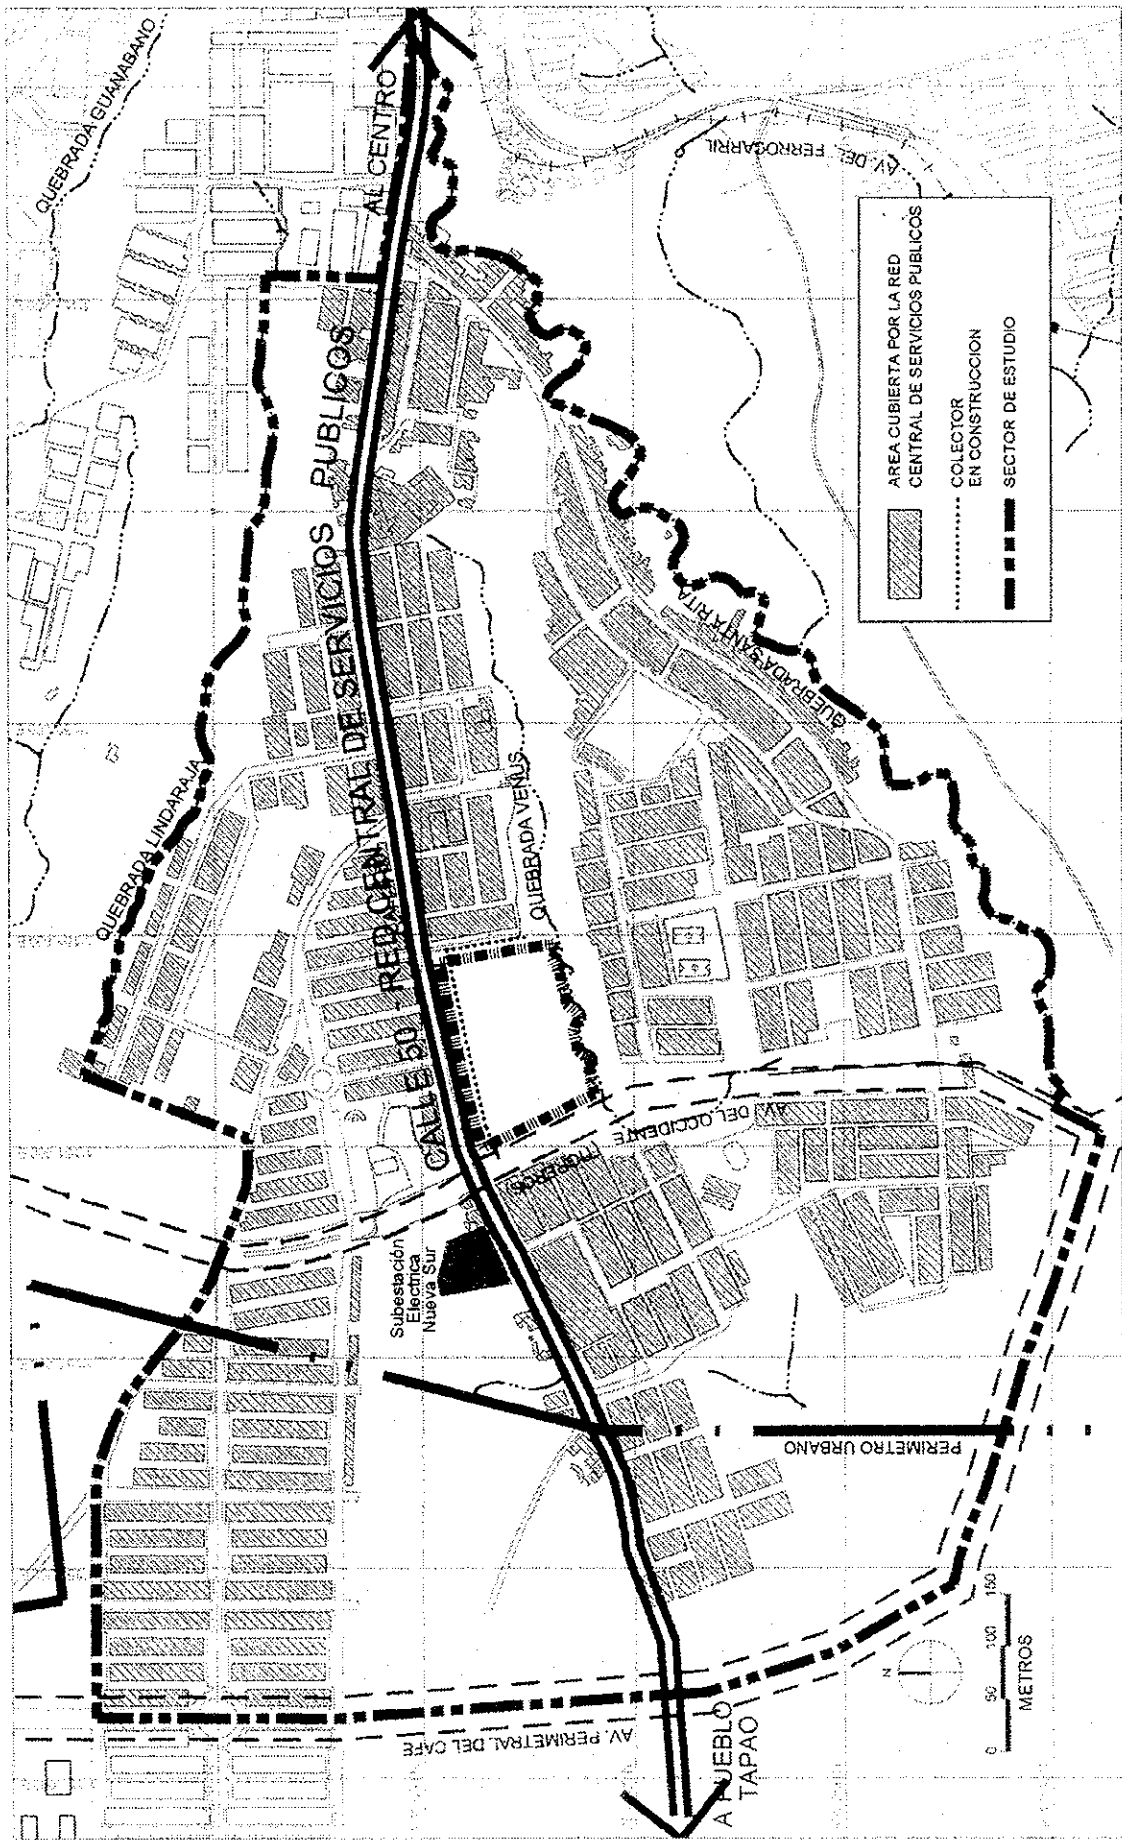 QUEBRADA GUANABANO
AL CENTRO
AV. DEL FERROCARRIL
QUEBRADA LINDARAJA
CALLE 50 - RED CENTRAL DE SERVICIOS PUBLICOS
QUEBRADA VENUS
QUEBRADA SANTA RITA
AV. DEL OCCIDENTE
Subestación
Electrica
Nueva Sur
PERIMETRO URBANO
AV. PERIMETRAL DEL CAFE
A PUEBLO
TAPAO
AREA CUBIERTA POR LA RED
CENTRAL DE SERVICIOS PUBLICOS
COLECTOR
EN CONSTRUCCION
SECTOR DE ESTUDIO
N
0 50 100 150
METROS